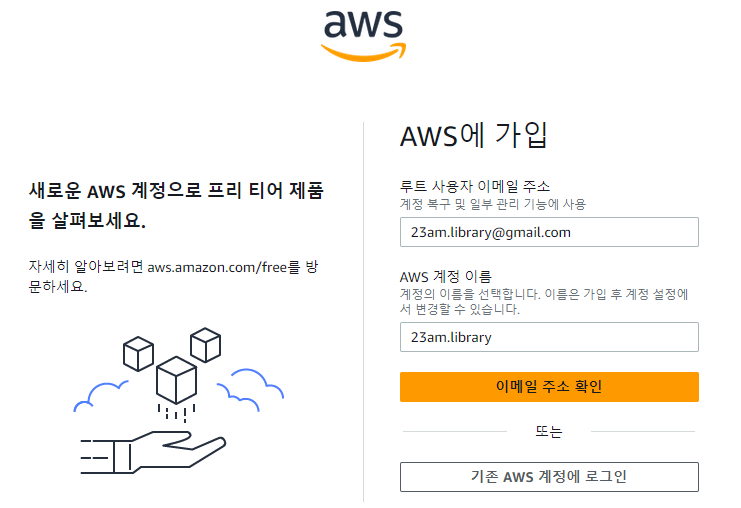 aws
새로운 AWS 계정으로 프리 티어 제품
을 살펴보세요.
자세히 알아보려면 aws.amazon.com/free를 방
문하세요.
AWS에 가입
루트 사용자 이메일 주소
계정 복구 및 일부 관리 기능에 사용
23am.library@gmail.com
AWS 계정 이름
계정의 이름을 선택합니다. 이름은 가입 후 계정 설정에
서 변경할 수 있습니다.
23am.library
이메일 주소 확인
또는
기존 AWS 계정에 로그인